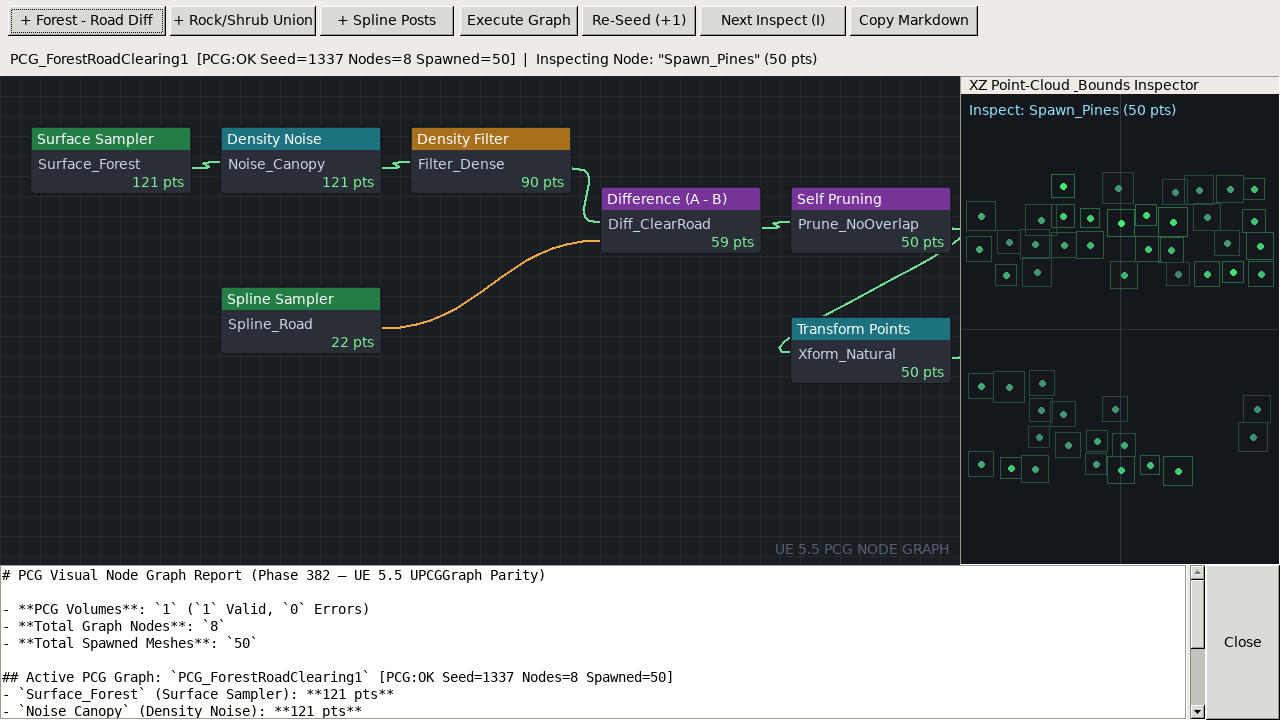 + Forest - Road Diff
+ Rock/Shrub Union
+ Spline Posts
Execute Graph
Re-Seed (+1)
Next Inspect (I)
Copy Markdown
PCG_ForestRoadClearing1  [PCG:OK Seed=1337 Nodes=8 Spawned=50]  |  Inspecting Node: "Spawn_Pines" (50 pts)
Surface Sampler
Surface_Forest
121 pts
Density Noise
Noise_Canopy
121 pts
Density Filter
Filter_Dense
90 pts
Difference (A - B)
Diff_ClearRoad
59 pts
Self Pruning
Prune_NoOverlap
50 pts
Spline Sampler
Spline_Road
22 pts
Transform Points
Xform_Natural
50 pts
UE 5.5 PCG NODE GRAPH
XZ Point-Cloud _Bounds Inspector
Inspect: Spawn_Pines (50 pts)
# PCG Visual Node Graph Report (Phase 382 — UE 5.5 UPCGGraph Parity)
- **PCG Volumes**: `1` (`1` Valid, `0` Errors)
- **Total Graph Nodes**: `8`
- **Total Spawned Meshes**: `50`
## Active PCG Graph: `PCG_ForestRoadClearing1` [PCG:OK Seed=1337 Nodes=8 Spawned=50]
- `Surface_Forest` (Surface Sampler): **121 pts**
- `Noise_Canopy` (Density Noise): **121 pts**
Close